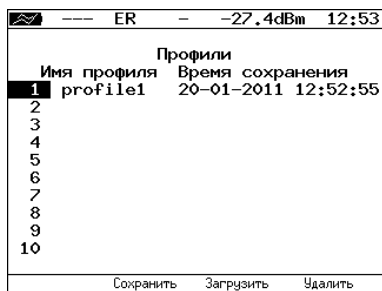 --- ER - -27.4dBm 12:53
Профили
Имя профиля Время сохранения
1 profile1 20-01-2011 12:52:55
2
3
4
5
6
7
8
9
10
Сохранить Загрузить Удалить